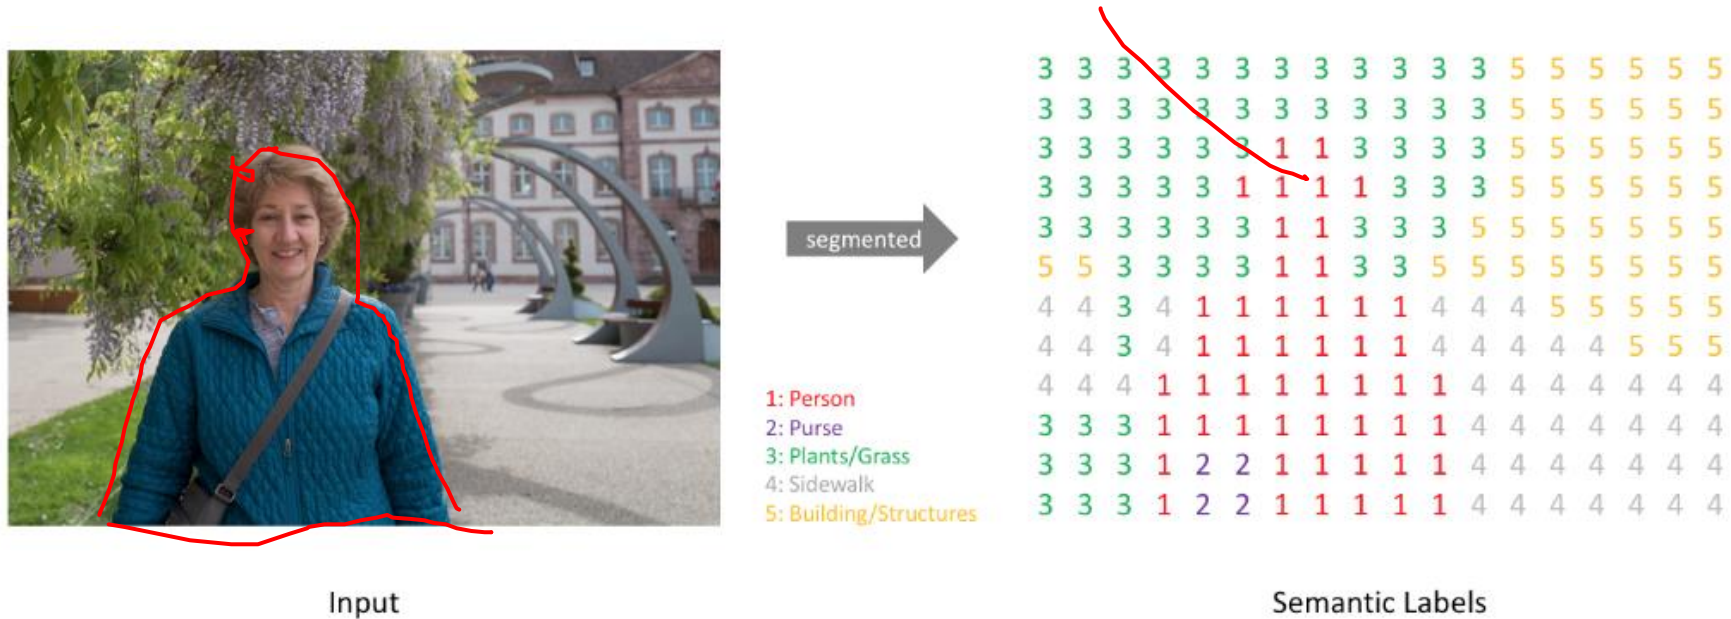 3 3 3 3 3 3 3 3 3 3 3 3 5 5 5 5 5 5
3 3 3 3 3 3 3 3 3 3 3 3 5 5 5 5 5 5
3 3 3 3 3 3 1 1 3 3 3 3 5 5 5 5 5 5
3 3 3 3 3 1 1 1 1 3 3 3 5 5 5 5 5 5
3 3 3 3 3 3 1 1 3 3 3 5 5 5 5 5 5 5
5 5 3 3 3 3 1 1 3 3 5 5 5 5 5 5 5 5
4 4 3 4 1 1 1 1 1 1 4 4 4 5 5 5 5 5
4 4 3 4 1 1 1 1 1 1 4 4 4 4 4 5 5 5
4 4 4 1 1 1 1 1 1 1 1 4 4 4 4 4 4 4
3 3 3 1 1 1 1 1 1 1 1 4 4 4 4 4 4 4
3 3 3 1 2 2 1 1 1 1 1 4 4 4 4 4 4 4
3 3 3 1 2 2 1 1 1 1 1 4 4 4 4 4 4 4
segmented
1: Person
2: Purse
3: Plants/Grass
4: Sidewalk
5: Building/Structures
Input
Semantic Labels